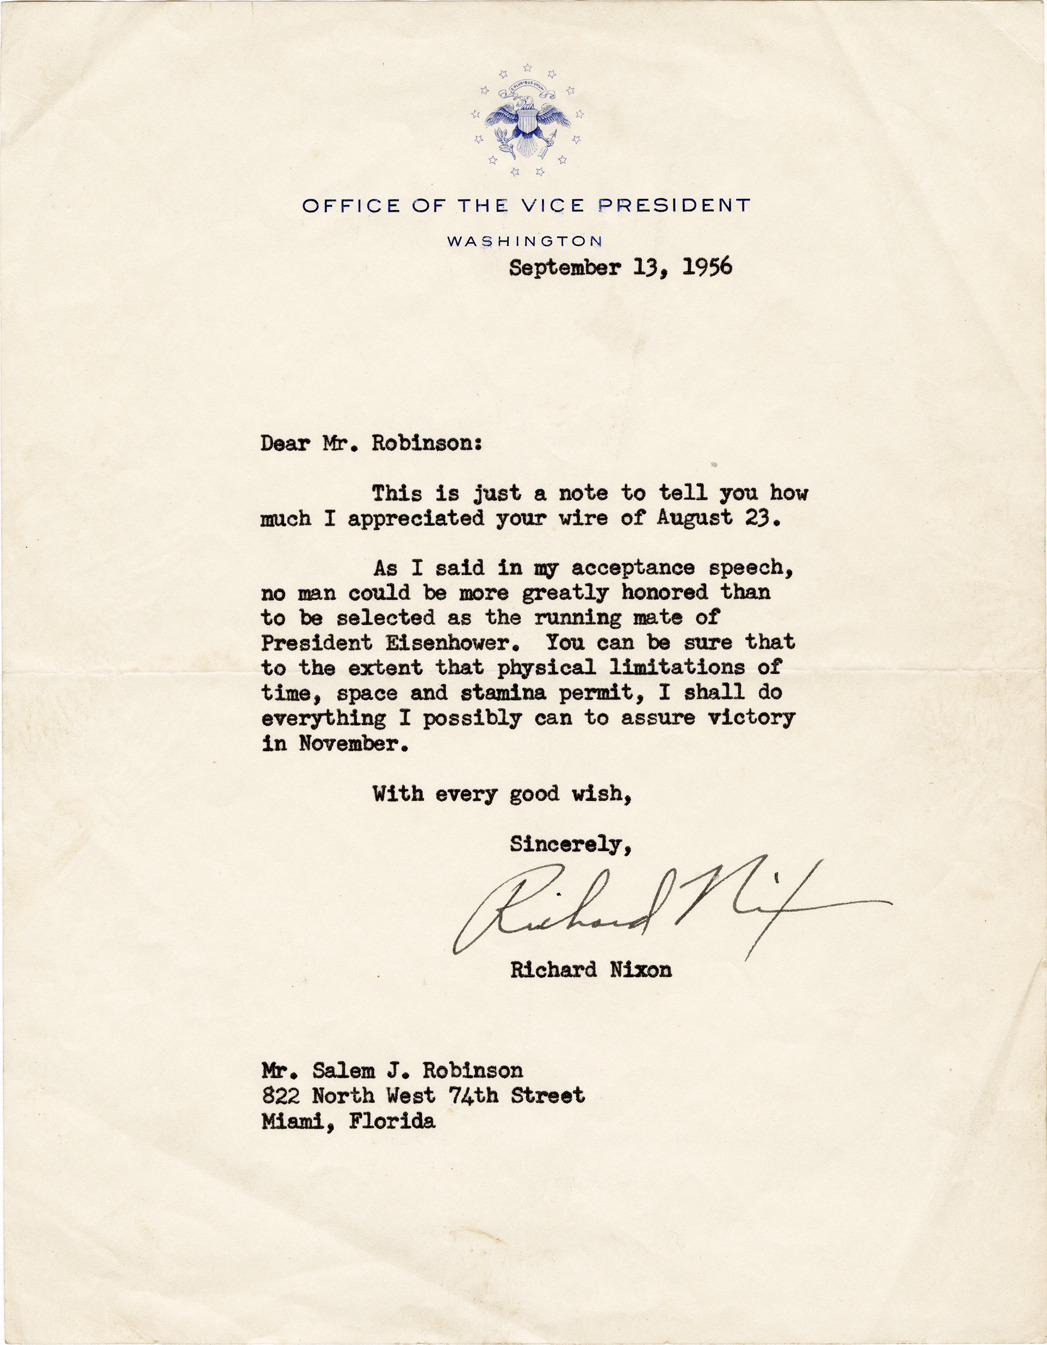 E PLURIBUS UNUM
OFFICE OF THE VICE PRESIDENT
WASHINGTON
September 13, 1956
Dear Mr. Robinson:
This is just a note to tell you how
much I appreciated your wire of August 23.
As I said in my acceptance speech,
no man could be more greatly honored than
to be selected as the running mate of
President Eisenhower. You can be sure that
to the extent that physical limitations of
time, space and stamina permit, I shall do
everything I possibly can to assure victory
in November.
With every good wish,
Sincerely,
Richard Nixon
Richard Nixon
Mr. Salem J. Robinson
822 North West 74th Street
Miami, Florida